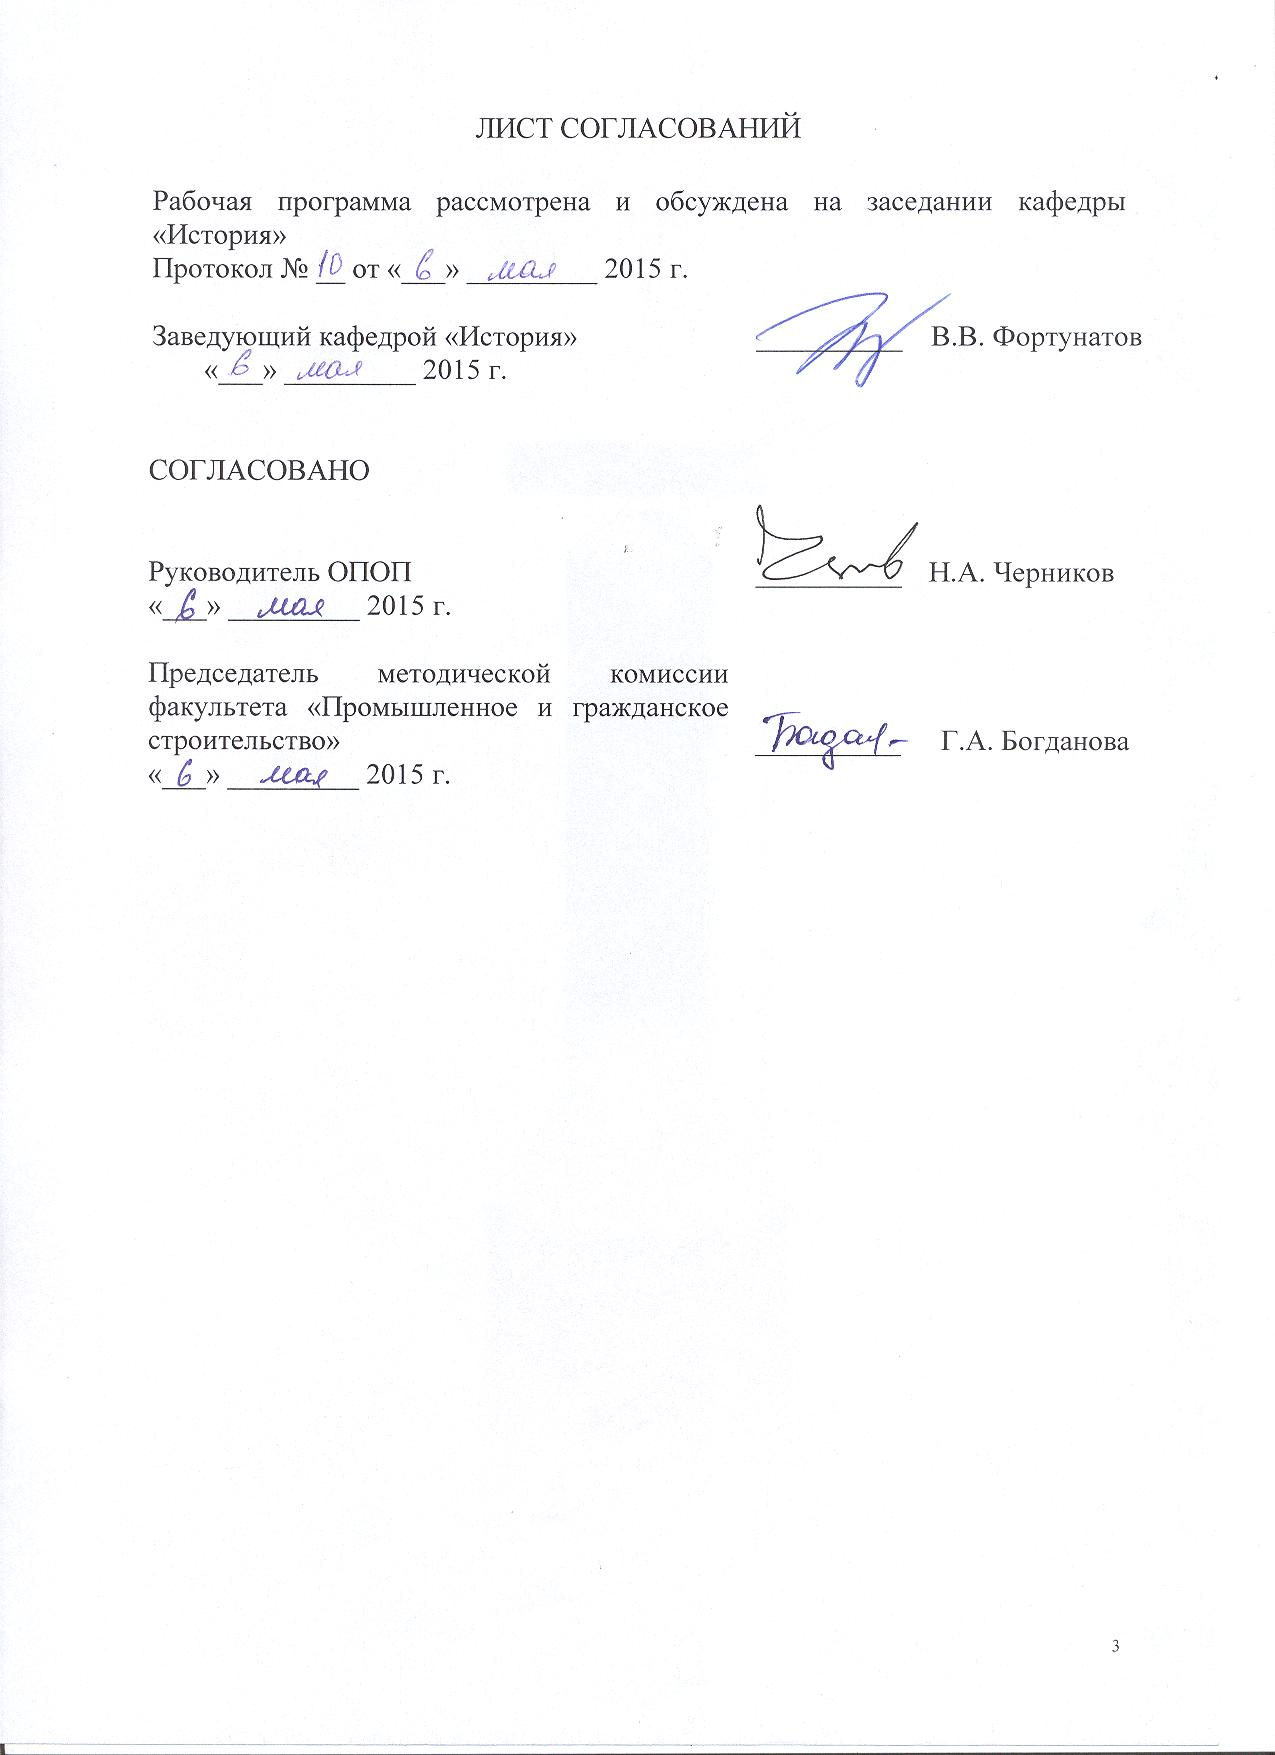 ЛИСТ СОГЛАСОВАНИЙ
Рабочая программа рассмотрена и обсуждена на заседании кафедры
«История»
Протокол № 10 от «6» мая 2015 г.
Заведующий кафедрой «История» В.В. Фортунатов
«6» мая 2015 г.
СОГЛАСОВАНО
Руководитель ОПОП Н.А. Черников
«6» мая 2015 г.
Председатель методической комиссии
факультета «Промышленное и гражданское
строительство» Г.А. Богданова
«6» мая 2015 г.
3